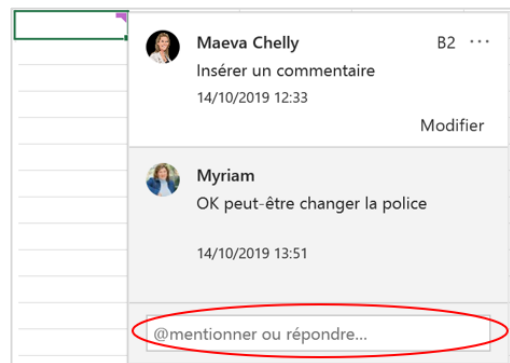 Maeva Chelly B2 ...
Insérer un commentaire
14/10/2019 12:33
Modifier
Myriam
OK peut-être changer la police
14/10/2019 13:51
@mentionner ou répondre...